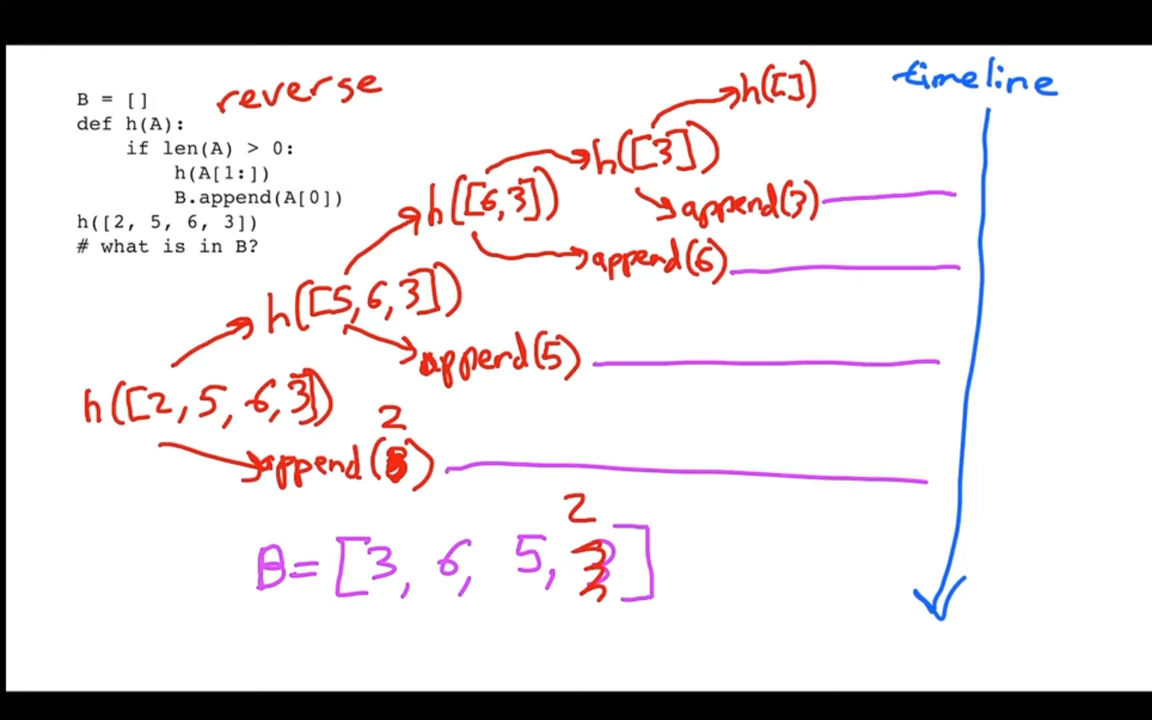 B = []
def h(A):
    if len(A) > 0:
        h(A[1:])
        B.append(A[0])
h([2, 5, 6, 3])
# what is in B?
reverse
timeline
h([])
h([3])
append(3)
h([6,3])
append(6)
h([5,6,3])
append(5)
h([2,5,6,3])
2
append( )
2
B=[3, 6, 5, ]